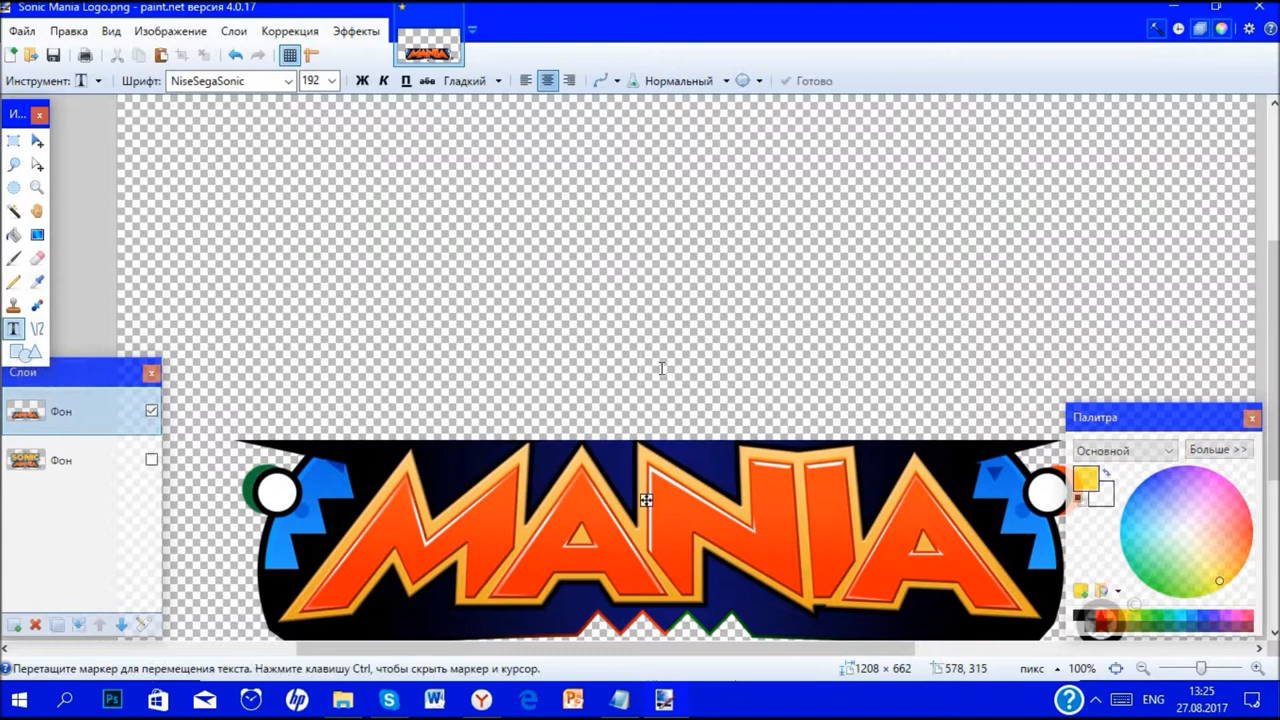 Sonic Mania Logo.png - paint.net версия 4.0.17
Файл Правка Вид Изображение Слои Коррекция Эффекты
Инструмент: T Шрифт: NiseSegaSonic 192 Ж К П абв Гладкий Нормальный Готово
И...
Слои
Фон
Фон
MANIA
Палитра
Основной Больше >>
Перетащите маркер для перемещения текста. Нажмите клавишу Ctrl, чтобы скрыть маркер и курсор. 1208 × 662 578, 315 пикс 100%
ENG 13:25 27.08.2017